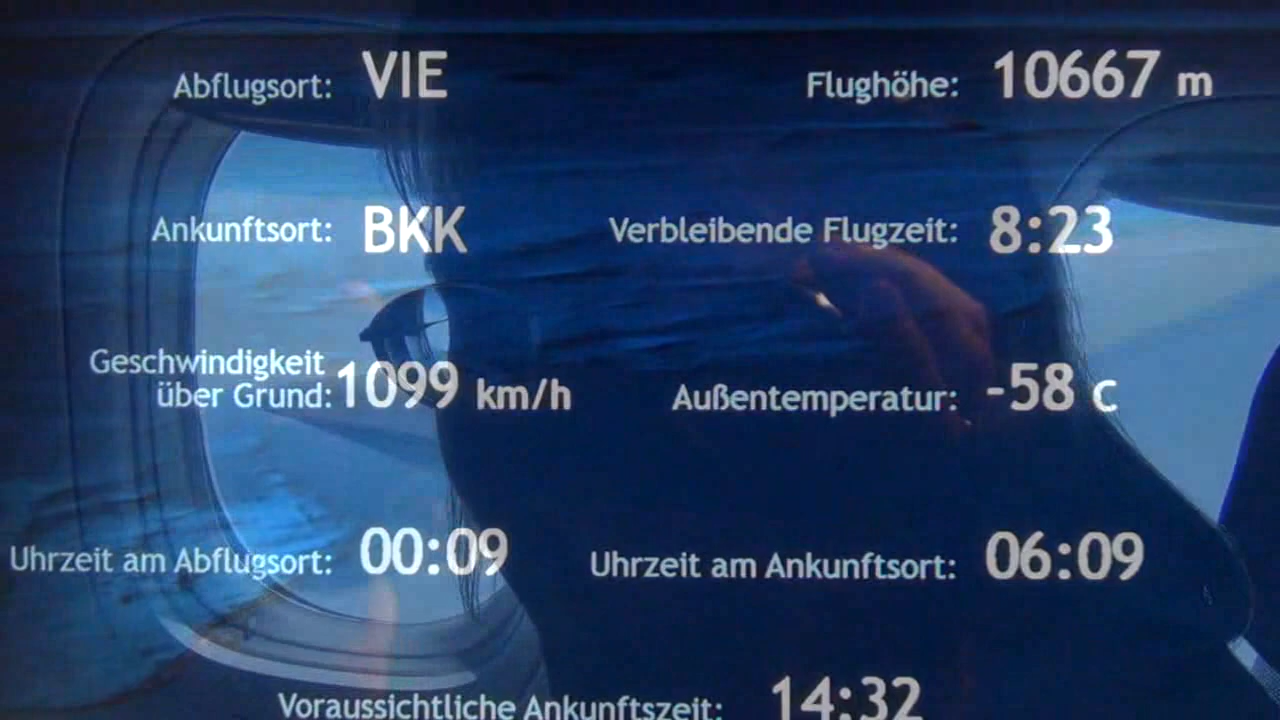 Abflugsort: VIE
Flughöhe: 10667 m
Ankunftsort: BKK
Verbleibende Flugzeit: 8:23
Geschwindigkeit
über Grund: 1099 km/h
Außentemperatur: -58 C
Uhrzeit am Abflugsort: 00:09
Uhrzeit am Ankunftsort: 06:09
Voraussichtliche Ankunftszeit: 14:32